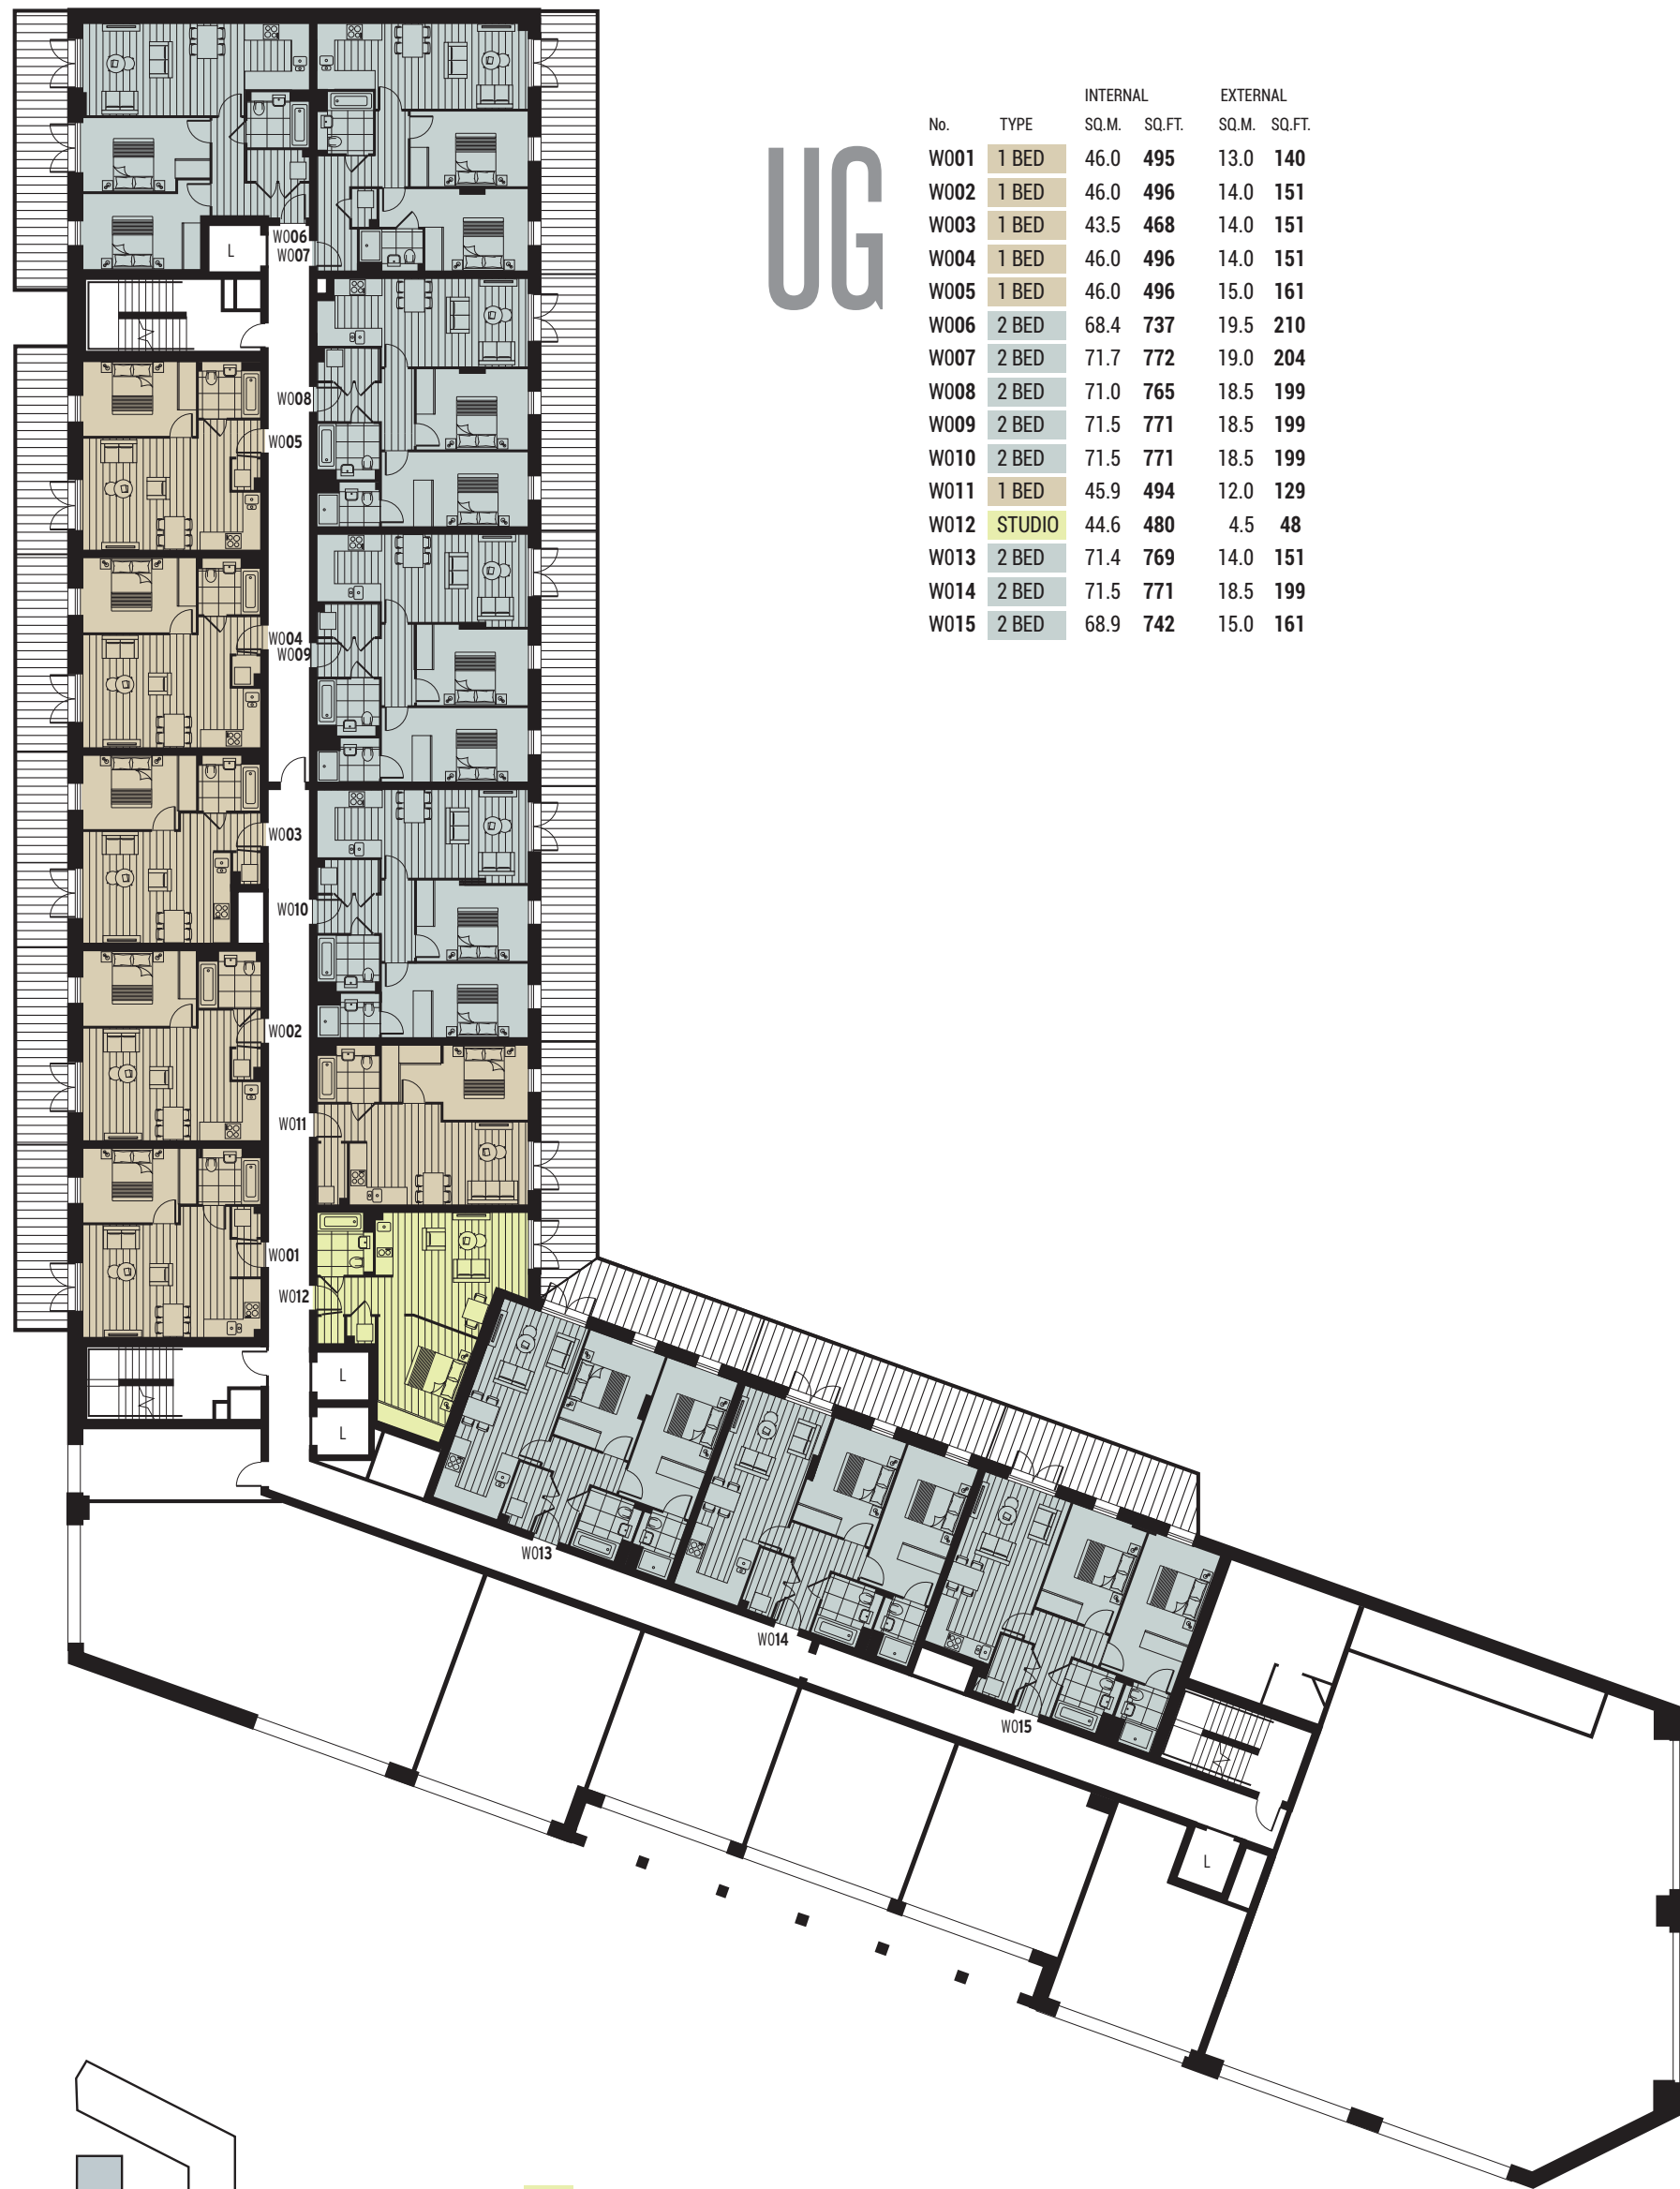 UG
INTERNAL EXTERNAL
No. TYPE SQ.M. SQ.FT. SQ.M. SQ.FT.
W001 1 BED 46.0 495 13.0 140
W002 1 BED 46.0 496 14.0 151
W003 1 BED 43.5 468 14.0 151
W004 1 BED 46.0 496 14.0 151
W005 1 BED 46.0 496 15.0 161
W006 2 BED 68.4 737 19.5 210
W007 2 BED 71.7 772 19.0 204
W008 2 BED 71.0 765 18.5 199
W009 2 BED 71.5 771 18.5 199
W010 2 BED 71.5 771 18.5 199
W011 1 BED 45.9 494 12.0 129
W012 STUDIO 44.6 480 4.5 48
W013 2 BED 71.4 769 14.0 151
W014 2 BED 71.5 771 18.5 199
W015 2 BED 68.9 742 15.0 161
W006
L
W007
W008
W005
W004
W009
W003
W010
W002
W011
W001
W012
L
L
W013
W014
W015
L